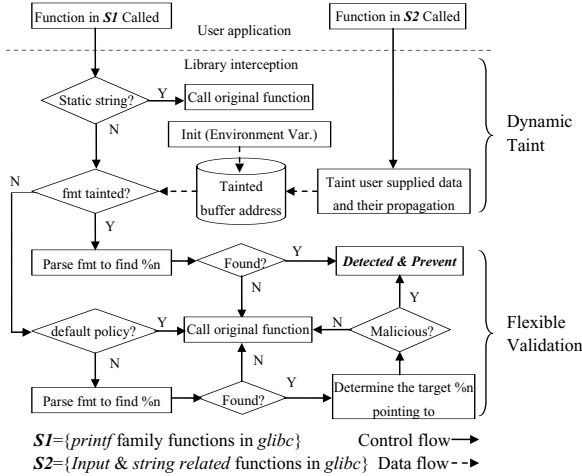 Function in S1 Called
Function in S2 Called
User application
Library interception
Static string?
Y
Call original function
N
Init (Environment Var.)
Dynamic
Taint
N
fmt tainted?
Tainted
buffer address
Taint user supplied data
and their propagation
Y
Parse fmt to find %n
Found?
Y
Detected & Prevent
N
Y
default policy?
Y
Call original function
N
Malicious?
Flexible
Validation
N
N
Parse fmt to find %n
Found?
Y
Determine the target %n
pointing to
S1={printf family functions in glibc}
Control flow
S2={Input & string related functions in glibc}
Data flow